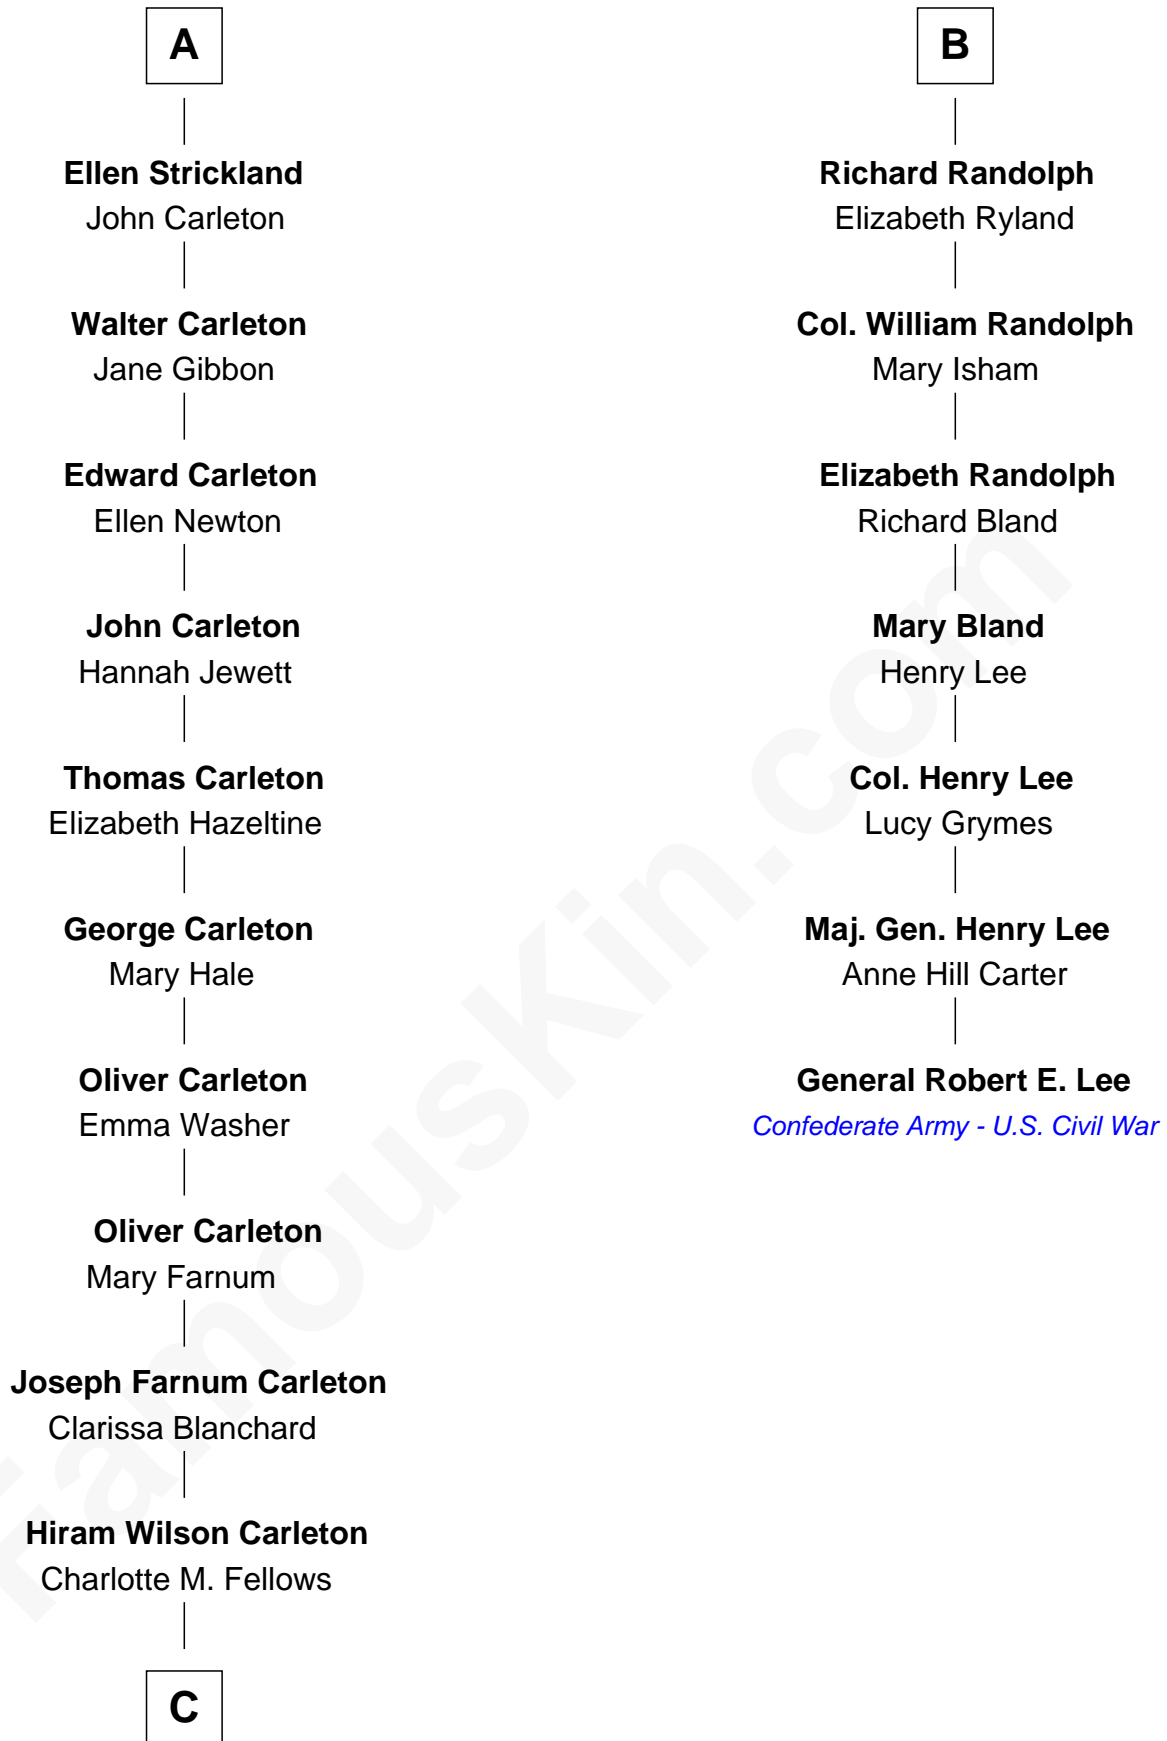 A
Ellen Strickland
John Carleton
Walter Carleton
Jane Gibbon
Edward Carleton
Ellen Newton
John Carleton
Hannah Jewett
Thomas Carleton
Elizabeth Hazeltine
George Carleton
Mary Hale
Oliver Carleton
Emma Washer
Oliver Carleton
Mary Farnum
Joseph Farnum Carleton
Clarissa Blanchard
Hiram Wilson Carleton
Charlotte M. Fellows
C
B
Richard Randolph
Elizabeth Ryland
Col. William Randolph
Mary Isham
Elizabeth Randolph
Richard Bland
Mary Bland
Henry Lee
Col. Henry Lee
Lucy Grymes
Maj. Gen. Henry Lee
Anne Hill Carter
General Robert E. Lee
Confederate Army - U.S. Civil War
FamousKin.com